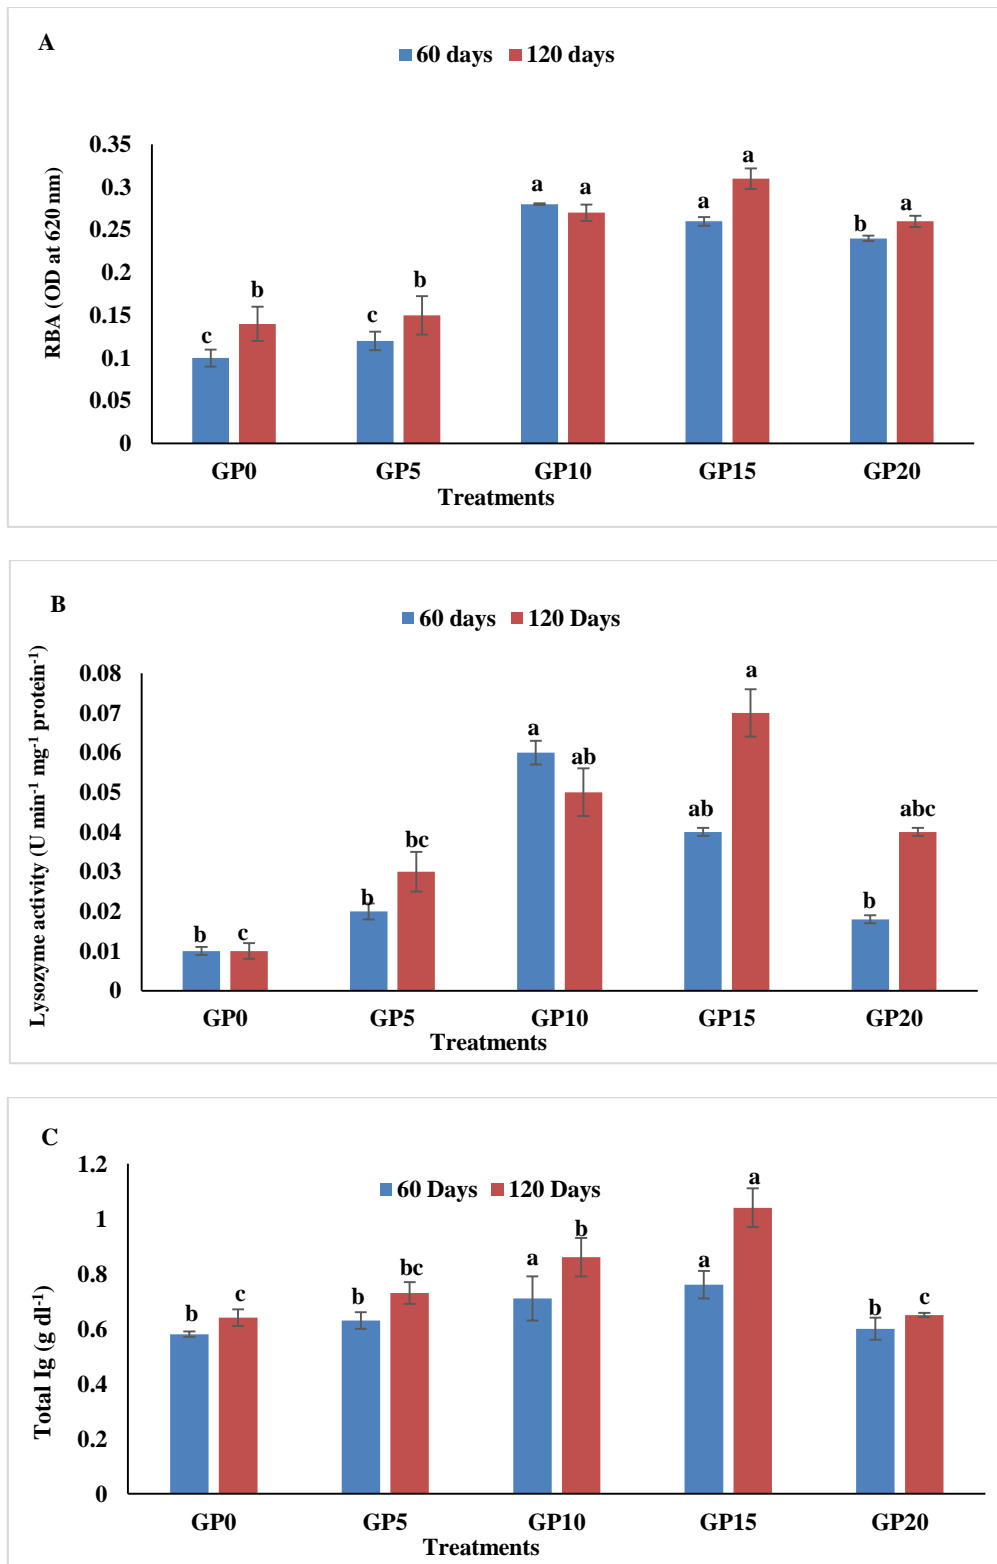 A
60 days 120 days
0.35
0.3
0.25
0.2
0.15
0.1
0.05
0
RBA (OD at 620 nm)
c b c b a a a a b a
GP0 GP5 GP10 GP15 GP20
Treatments
B
60 days 120 Days
0.08
0.07
0.06
0.05
0.04
0.03
0.02
0.01
0
Lysozyme activity (U min⁻¹ mg⁻¹ protein⁻¹)
b c b bc a ab ab a b abc
GP0 GP5 GP10 GP15 GP20
Treatments
C
60 Days 120 Days
1.2
1
0.8
0.6
0.4
0.2
0
Total Ig (g dl⁻¹)
b c b bc a b a a b c
GP0 GP5 GP10 GP15 GP20
Treatments